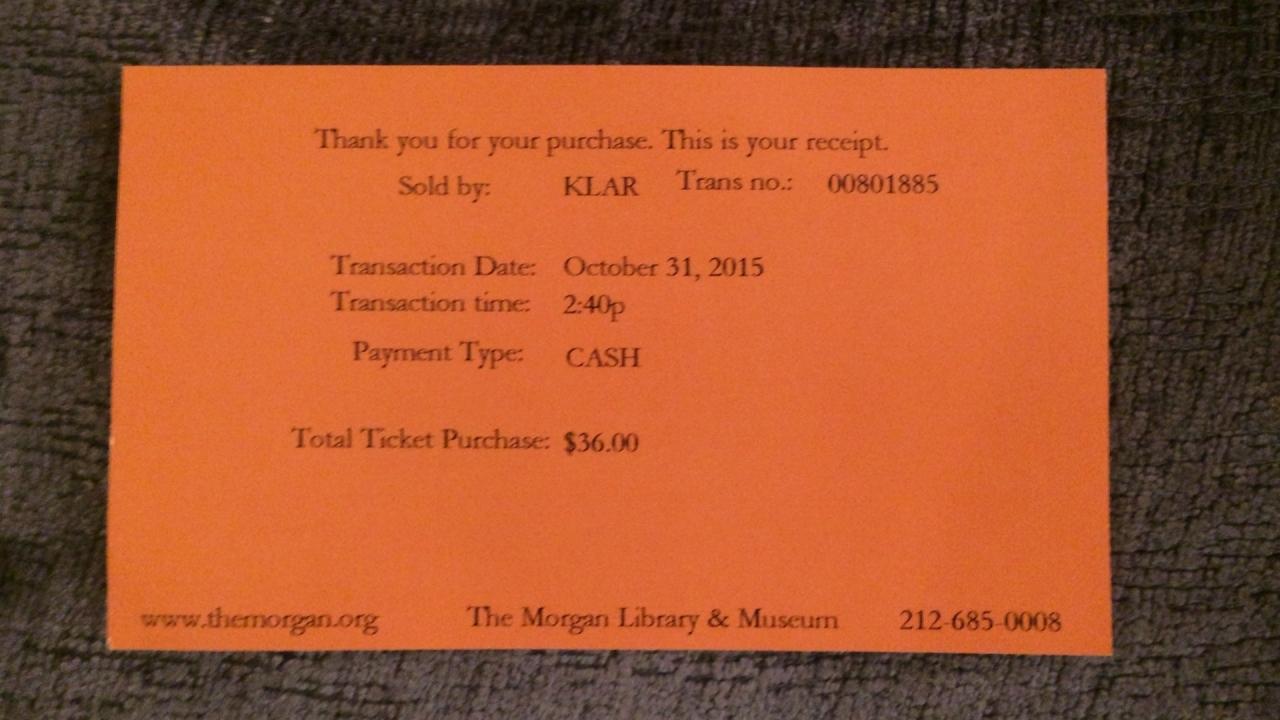 Thank you for your purchase. This is your receipt.
Sold by: KLAR Trans no.: 00801885
Transaction Date: October 31, 2015
Transaction time: 2:40p
Payment Type: CASH
Total Ticket Purchase: $36.00
www.themorgan.org The Morgan Library & Museum 212-685-0008